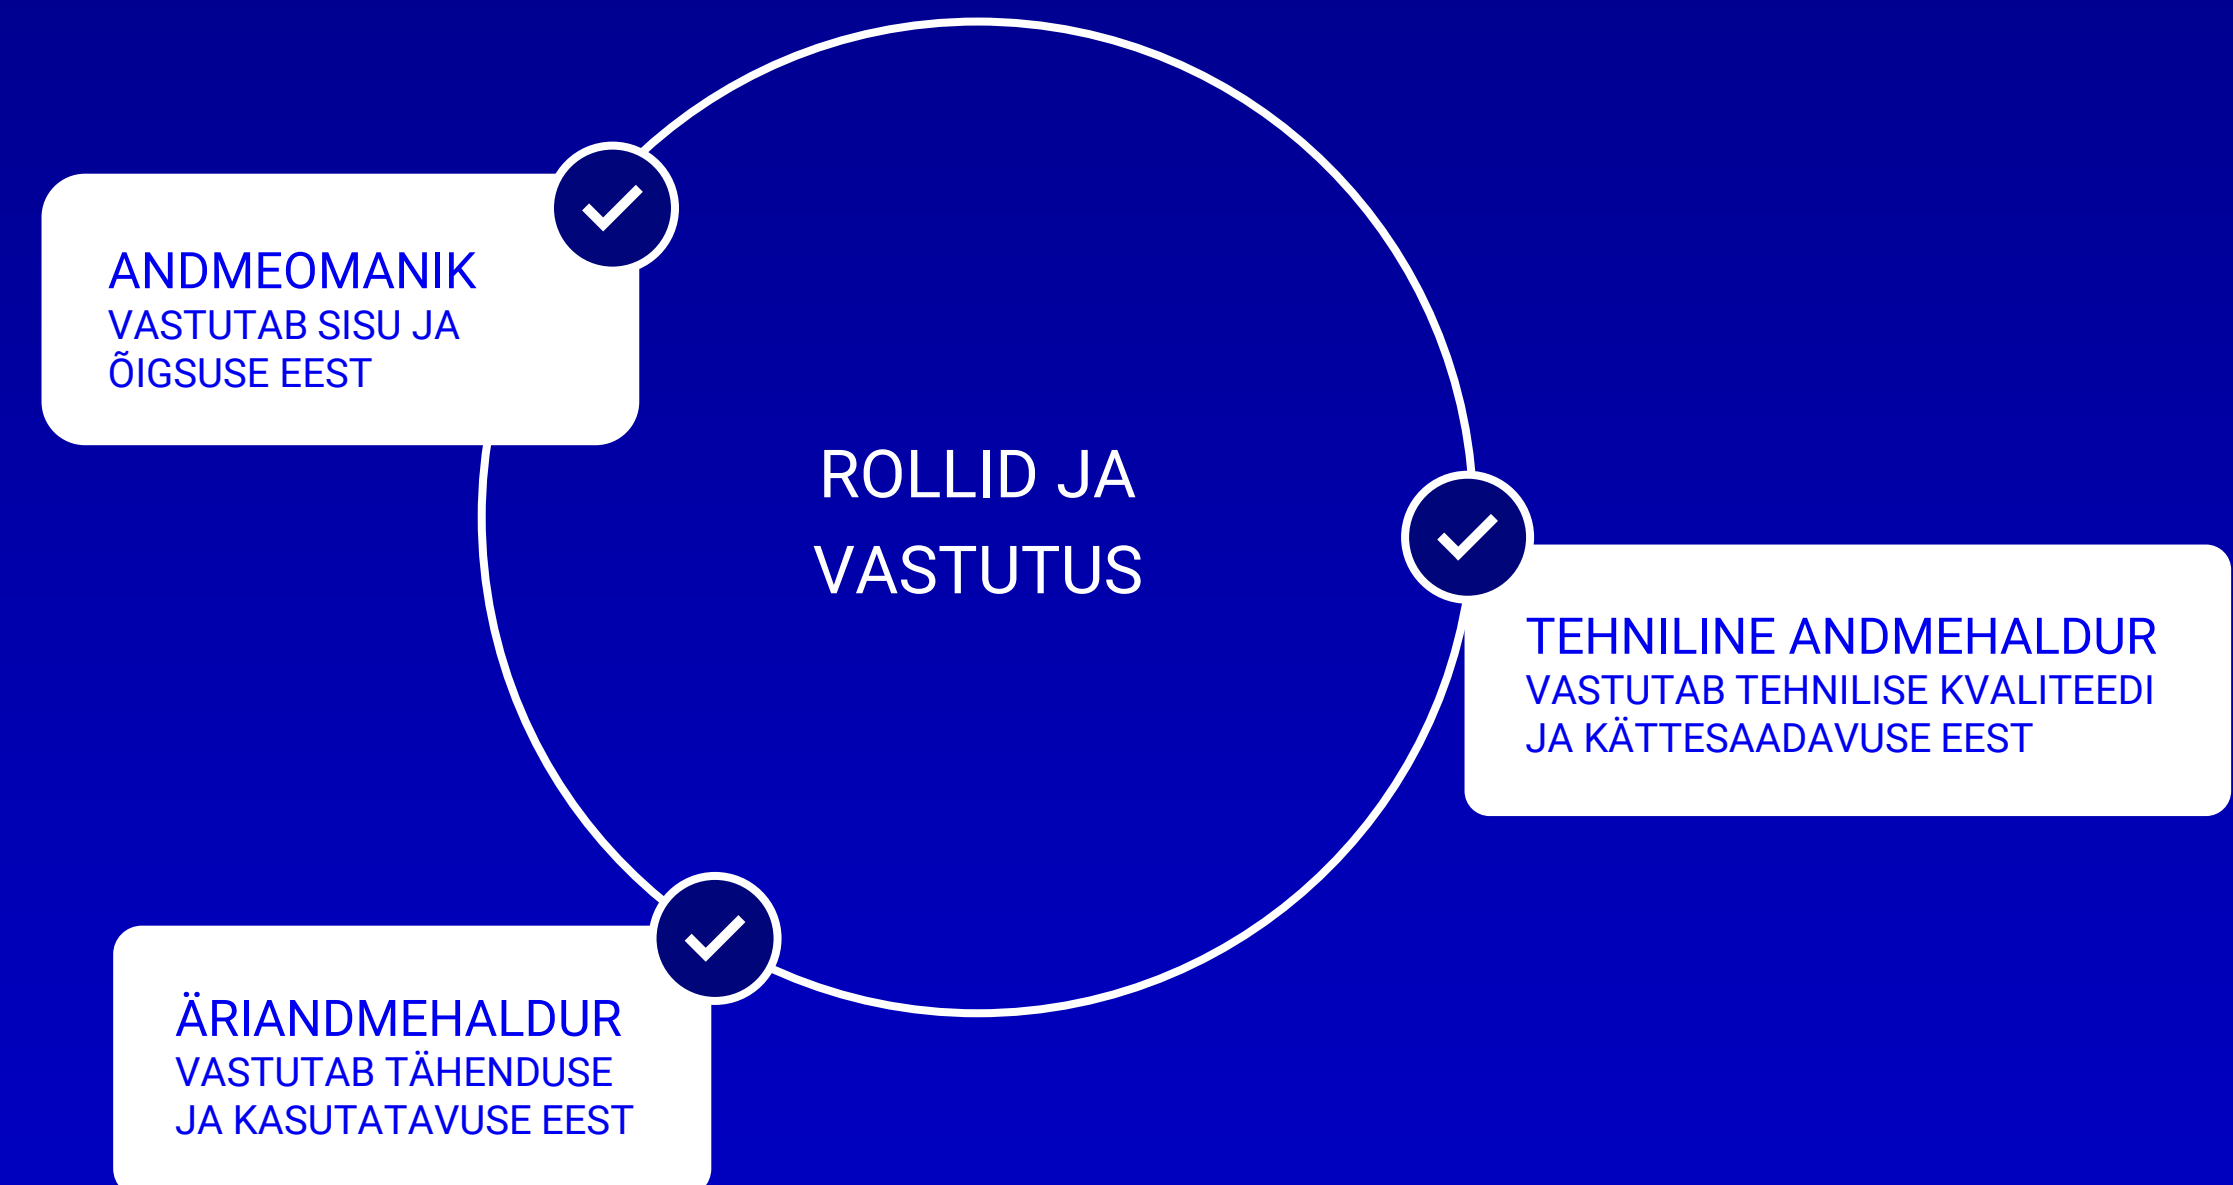 ANDMEOMANIK
VASTUTAB SISU JA
ÕIGSUSE EEST
ROLLID JA
VASTUTUS
TEHNILINE ANDMEHALDUR
VASTUTAB TEHNILISE KVALITEEDI
JA KÄTTESAADAVUSE EEST
ÄRIANDMEHALDUR
VASTUTAB TÄHENDUSE
JA KASUTATAVUSE EEST